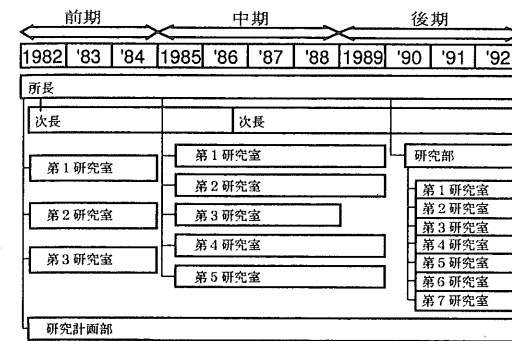 前期 中期 後期
1982 '83 '84 1985 '86 '87 '88 1989 '90 '91 '92
所長
次長 次長
第1研究室
第2研究室
第3研究室
第1研究室
第2研究室
第3研究室
第4研究室
第5研究室
研究部
第1研究室
第2研究室
第3研究室
第4研究室
第5研究室
第6研究室
第7研究室
研究計画部